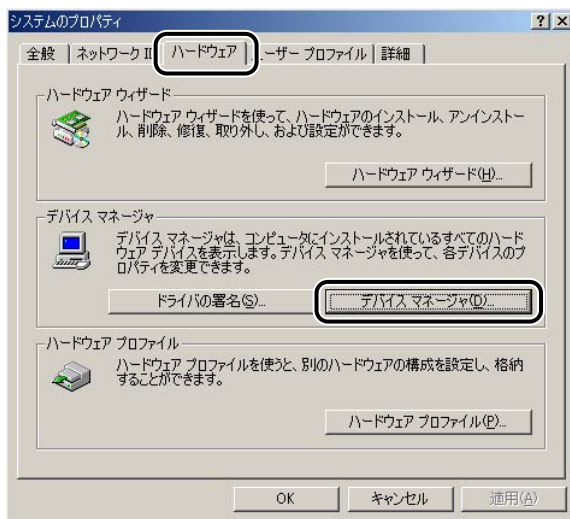 システムのプロパティ
全般
ネットワーク ID
ハードウェア
ユーザー プロファイル
詳細
ハードウェア ウィザード
ハードウェア ウィザードを使って、ハードウェアのインストール、アンインストー
ル、削除、修復、取り外し、および設定ができます。
ハードウェア ウィザード(H)...
デバイス マネージャ
デバイス マネージャは、コンピュータにインストールされているすべてのハード
ウェア デバイスを表示します。デバイス マネージャを使って、各デバイスのプ
ロパティを変更できます。
ドライバの署名(S)...
デバイス マネージャ(D)...
ハードウェア プロファイル
ハードウェア プロファイルを使うと、別のハードウェアの構成を設定し、格納
することができます。
ハードウェア プロファイル(P)...
OK
キャンセル
適用(A)